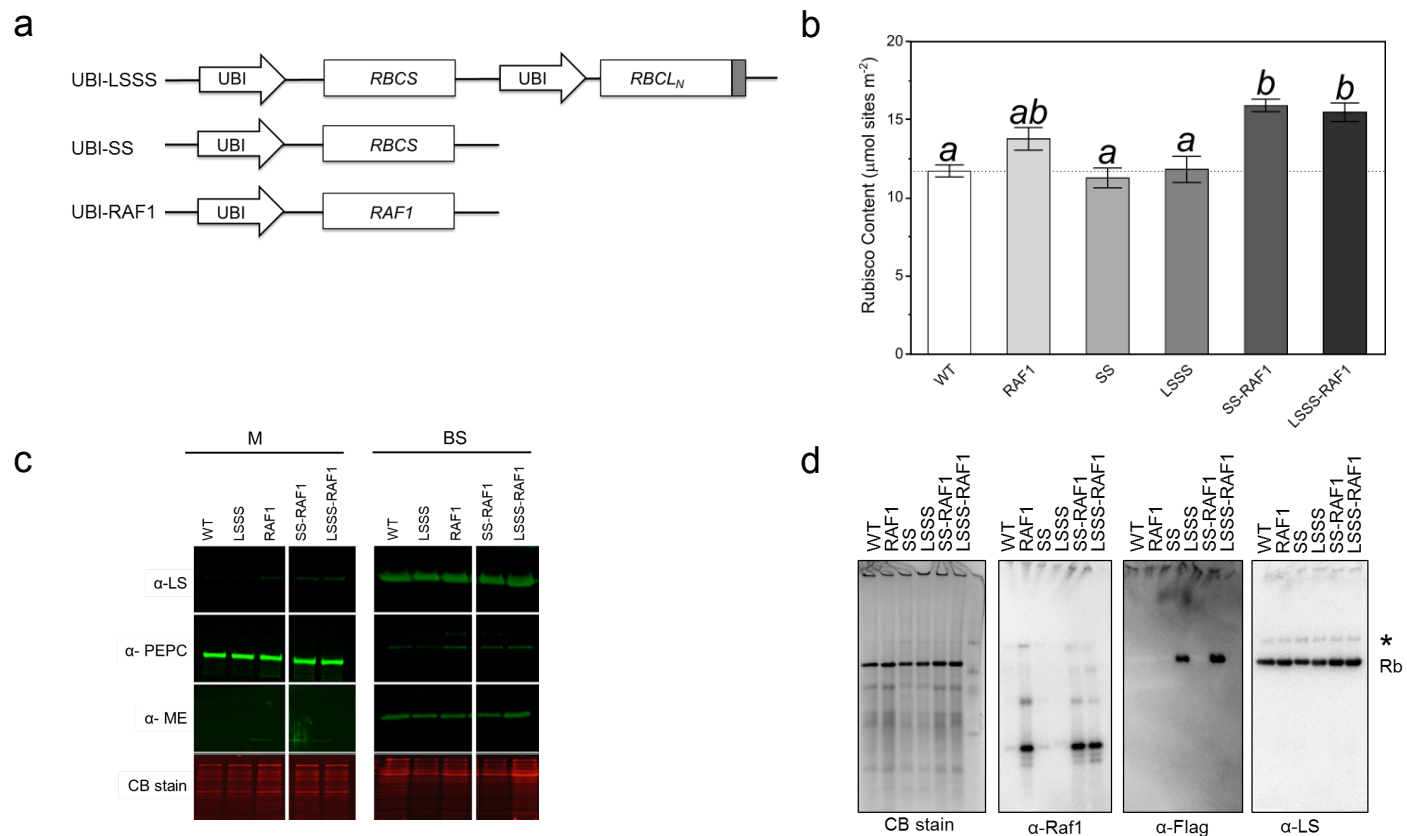 a
UBI-LSSS UBI RBCS UBI RBCL_N
UBI-SS UBI RBCS
UBI-RAF1 UBI RAF1
b
Rubisco Content (µmol sites m⁻²)
20
15
10
5
0
a ab a a b b
WT RAF1 SS LSSS SS-RAF1 LSSS-RAF1
c
M BS
WT LSSS RAF1 SS-RAF1 LSSS-RAF1 WT LSSS RAF1 SS-RAF1 LSSS-RAF1
α-LS
α- PEPC
α- ME
CB stain
d
WT RAF1 SS LSSS SS-RAF1 LSSS-RAF1 WT RAF1 SS LSSS SS-RAF1 LSSS-RAF1 WT RAF1 SS LSSS SS-RAF1 LSSS-RAF1 WT RAF1 SS LSSS SS-RAF1 LSSS-RAF1
*
Rb
CB stain α-Raf1 α-Flag α-LS